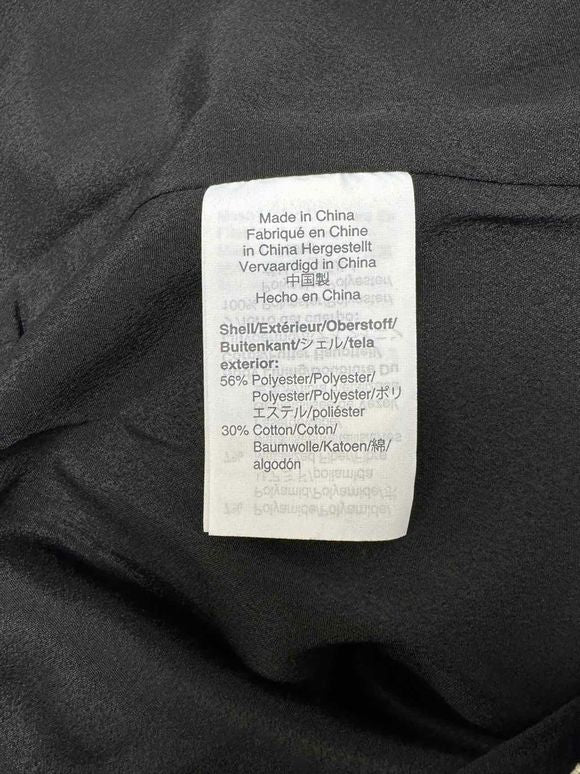 Made in China
Fabriqué en Chine
in China Hergestellt
Vervaardigd in China
中国製
Hecho en China
Shell/Extérieur/Oberstoff/
Buitenkant/シェル/tela
exterior:
56% Polyester/Polyester/
Polyester/Polyester/ポリ
エステル/poliéster
30% Cotton/Coton/
Baumwolle/Katoen/綿/
algodón